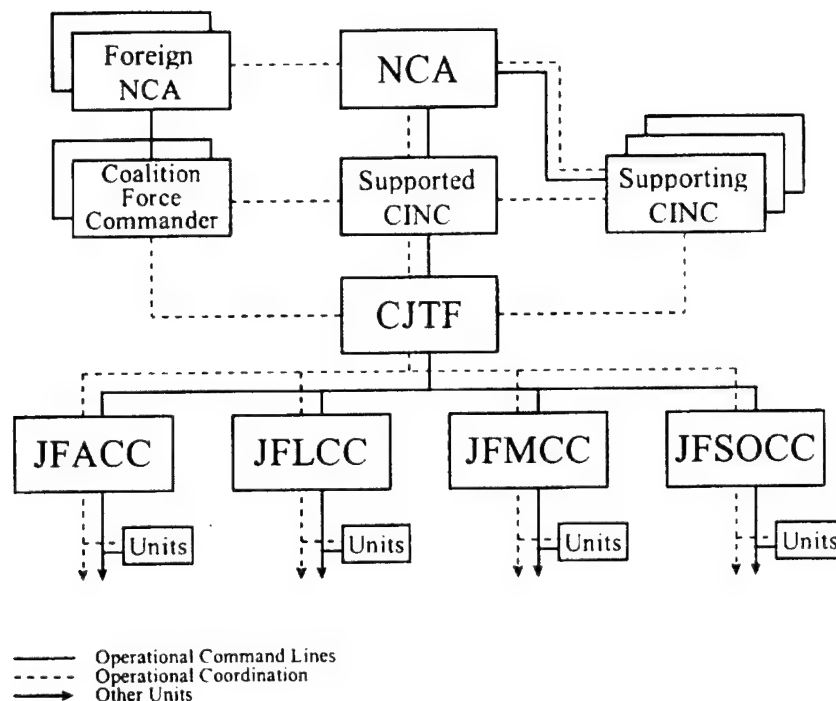 Foreign
NCA
NCA
Coalition
Force
Commander
Supported
CINC
Supporting
CINC
CJTF
JFACC
JFLCC
JFMCC
JFSOCC
Units
Units
Units
Units
Operational Command Lines
Operational Coordination
Other Units